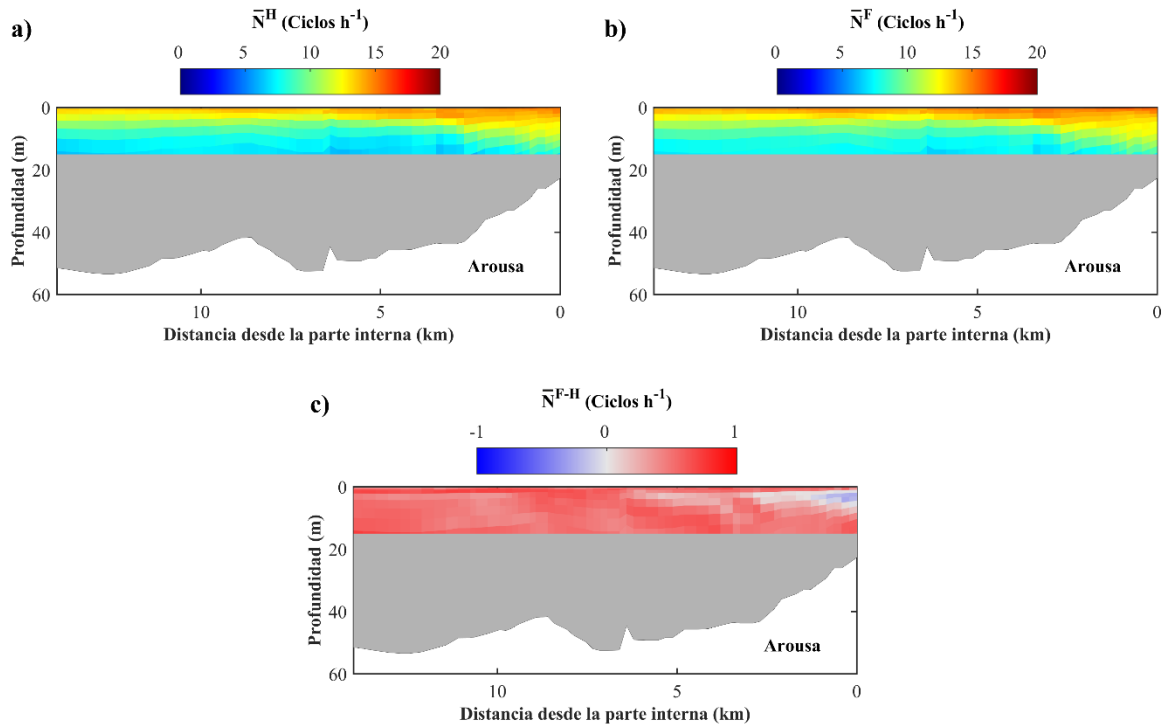 a)
N̅ᴴ (Ciclos h⁻¹)
0 5 10 15 20
0
20
40
60
Profundidad (m)
Arousa
10 5 0
Distancia desde la parte interna (km)
b)
N̅ᶠ (Ciclos h⁻¹)
0 5 10 15 20
0
20
40
60
Profundidad (m)
Arousa
10 5 0
Distancia desde la parte interna (km)
c)
N̅ᶠ⁻ᴴ (Ciclos h⁻¹)
-1 0 1
0
20
40
60
Profundidad (m)
Arousa
10 5 0
Distancia desde la parte interna (km)